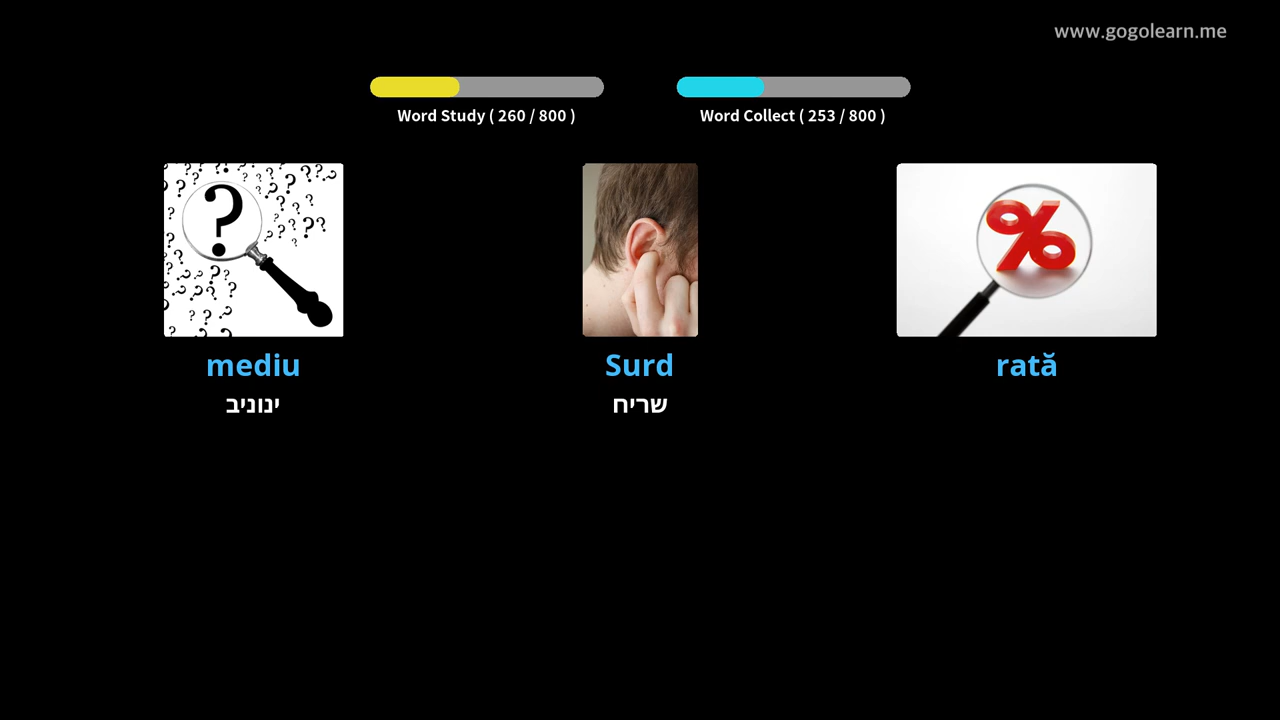 www.gogolearn.me
Word Study ( 260 / 800 )
Word Collect ( 253 / 800 )
mediu
ינוניב
Surd
שריח
rată